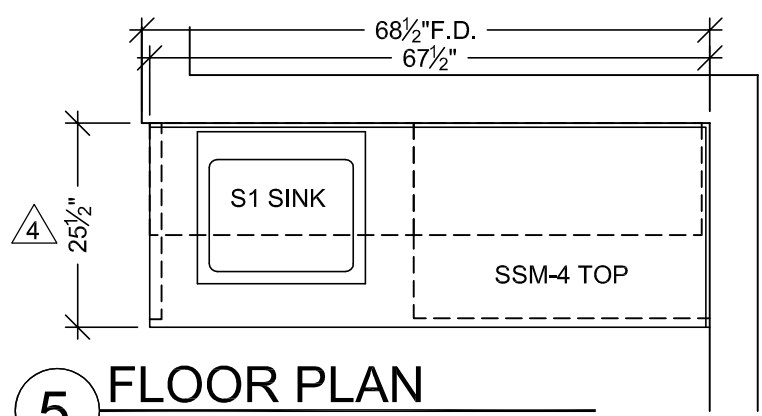 68½"F.D.
67½"
4
25½"
S1 SINK
SSM-4 TOP
5
FLOOR PLAN